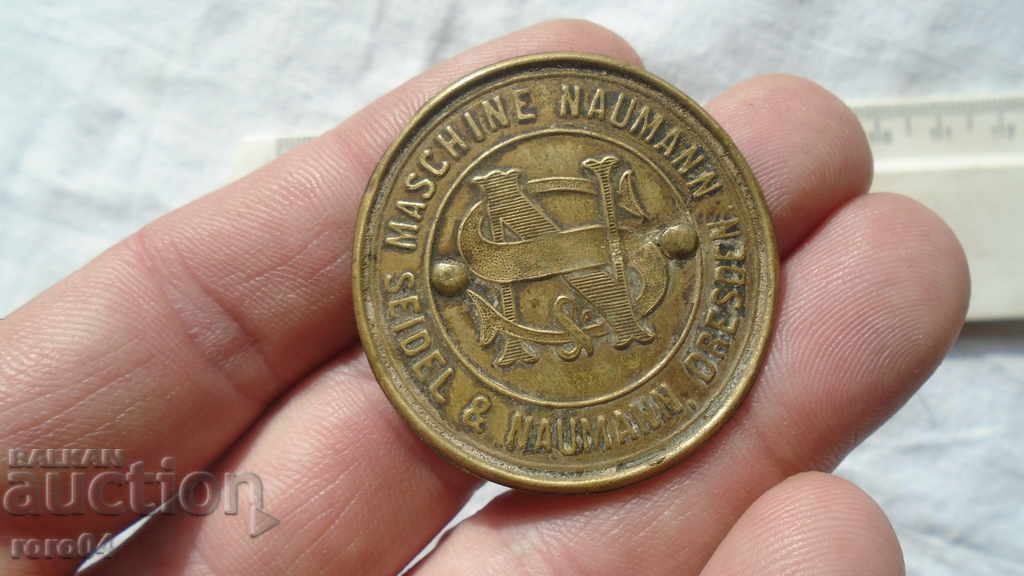 MASCHINE NAUMANN
SEIDEL & NAUMANN, DRESDEN
BALKAN
auction
roro04